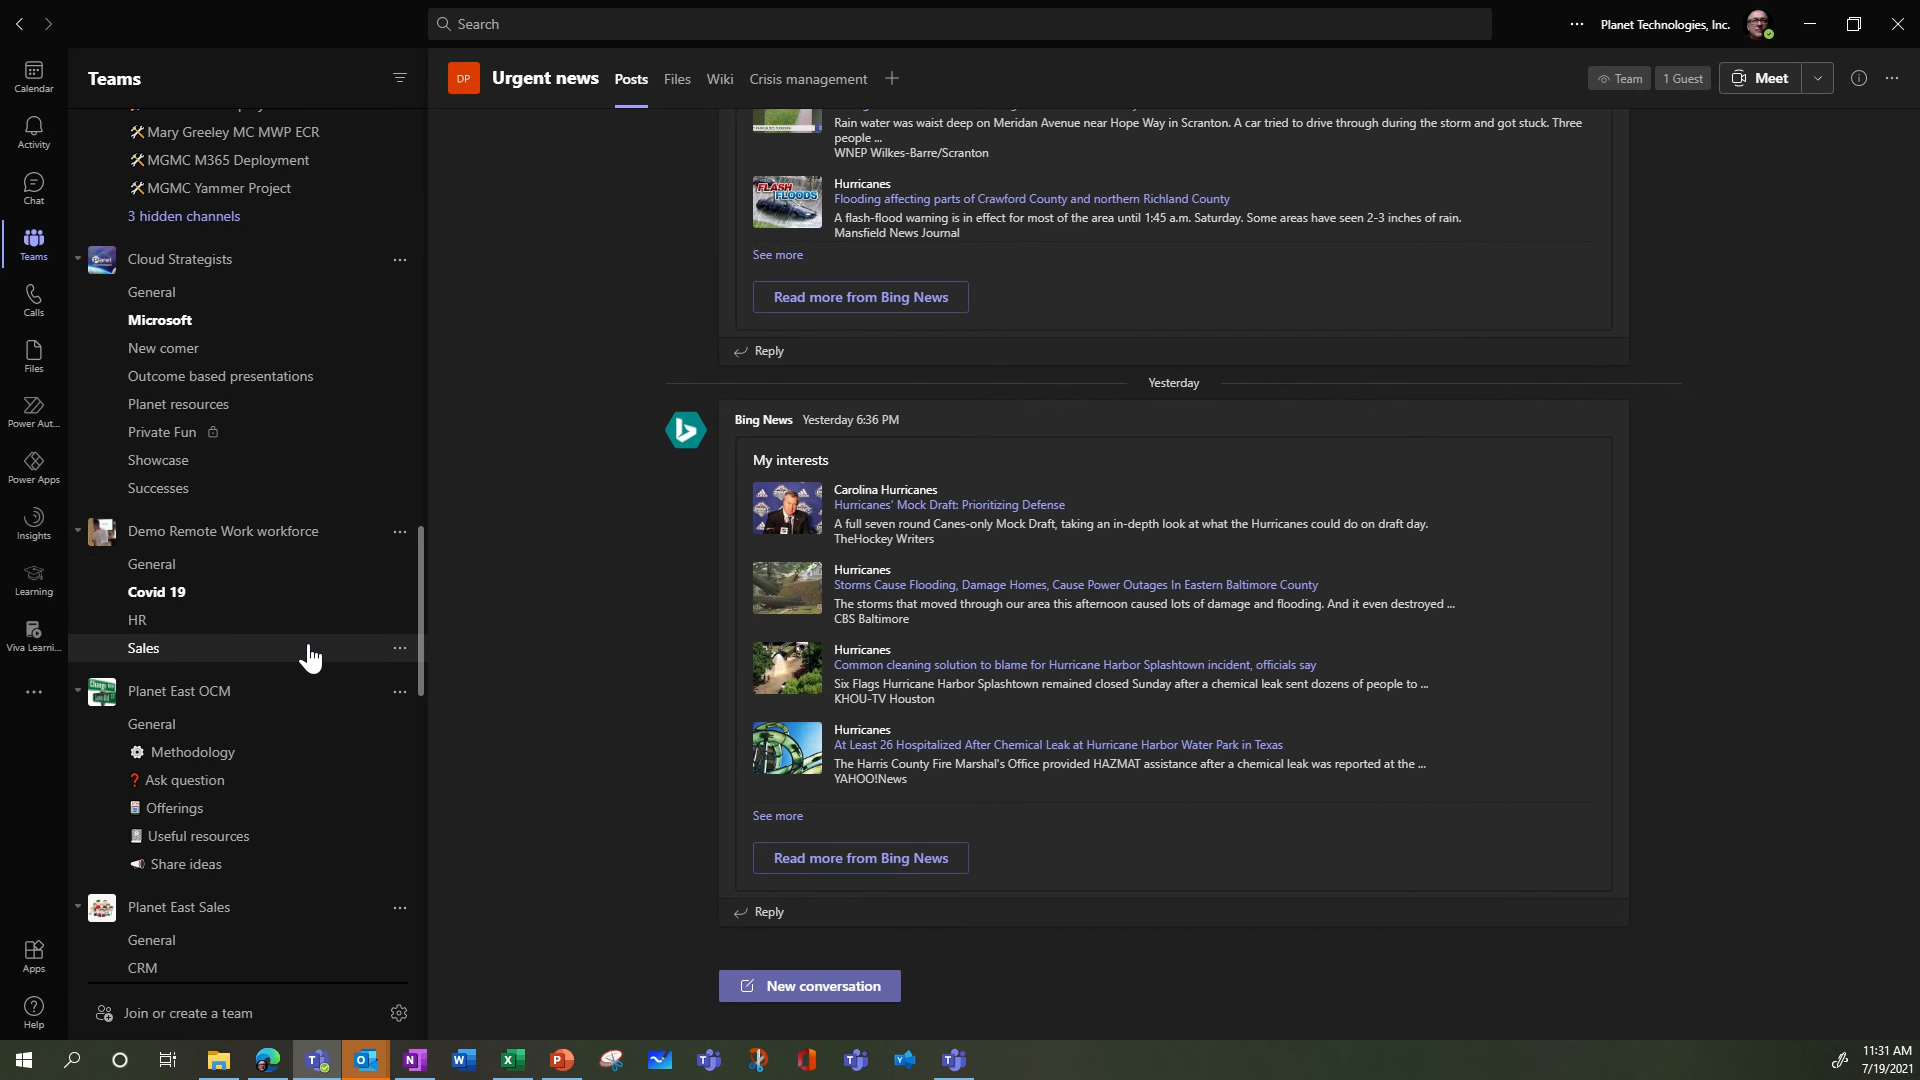 Search
Planet Technologies, Inc.
Calendar
Activity
Chat
Teams
Calls
Files
Power Aut...
Power Apps
Insights
Learning
Viva Learni...
Apps
Help
Teams
Mary Greeley MC MWP ECR
MGMC M365 Deployment
MGMC Yammer Project
3 hidden channels
Cloud Strategists
General
Microsoft
New comer
Outcome based presentations
Planet resources
Private Fun
Showcase
Successes
Demo Remote Work workforce
General
Covid 19
HR
Sales
Planet East OCM
General
Methodology
Ask question
Offerings
Useful resources
Share ideas
Planet East Sales
General
CRM
Join or create a team
DP Urgent news Posts Files Wiki Crisis management
Team 1 Guest Meet
Rain water was waist deep on Meridan Avenue near Hope Way in Scranton. A car tried to drive through during the storm and got stuck. Three
people ...
WNEP Wilkes-Barre/Scranton
FLASH FLOODS
Hurricanes
Flooding affecting parts of Crawford County and northern Richland County
A flash-flood warning is in effect for most of the area until 1:45 a.m. Saturday. Some areas have seen 2-3 inches of rain.
Mansfield News Journal
See more
Read more from Bing News
Reply
Yesterday
Bing News Yesterday 6:36 PM
My interests
Carolina Hurricanes
Hurricanes' Mock Draft: Prioritizing Defense
A full seven round Canes-only Mock Draft, taking an in-depth look at what the Hurricanes could do on draft day.
TheHockey Writers
Hurricanes
Storms Cause Flooding, Damage Homes, Cause Power Outages In Eastern Baltimore County
The storms that moved through our area this afternoon caused lots of damage and flooding. And it even destroyed ...
CBS Baltimore
Hurricanes
Common cleaning solution to blame for Hurricane Harbor Splashtown incident, officials say
Six Flags Hurricane Harbor Splashtown remained closed Sunday after a chemical leak sent dozens of people to ...
KHOU-TV Houston
Hurricanes
At Least 26 Hospitalized After Chemical Leak at Hurricane Harbor Water Park in Texas
The Harris County Fire Marshal's Office provided HAZMAT assistance after a chemical leak was reported at the ...
YAHOO!News
See more
Read more from Bing News
Reply
New conversation
11:31 AM
7/19/2021